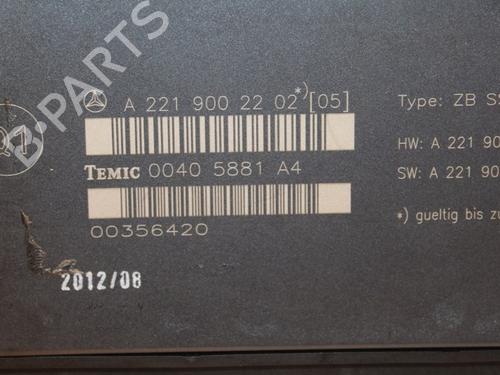 A 221 900 22 02*) [05]
Type: ZB
HW: A 221 90
TEMIC 0040 5881 A4
SW: A 221 90
00356420
*) gueltig bis zu
2012/08
B-PARTS